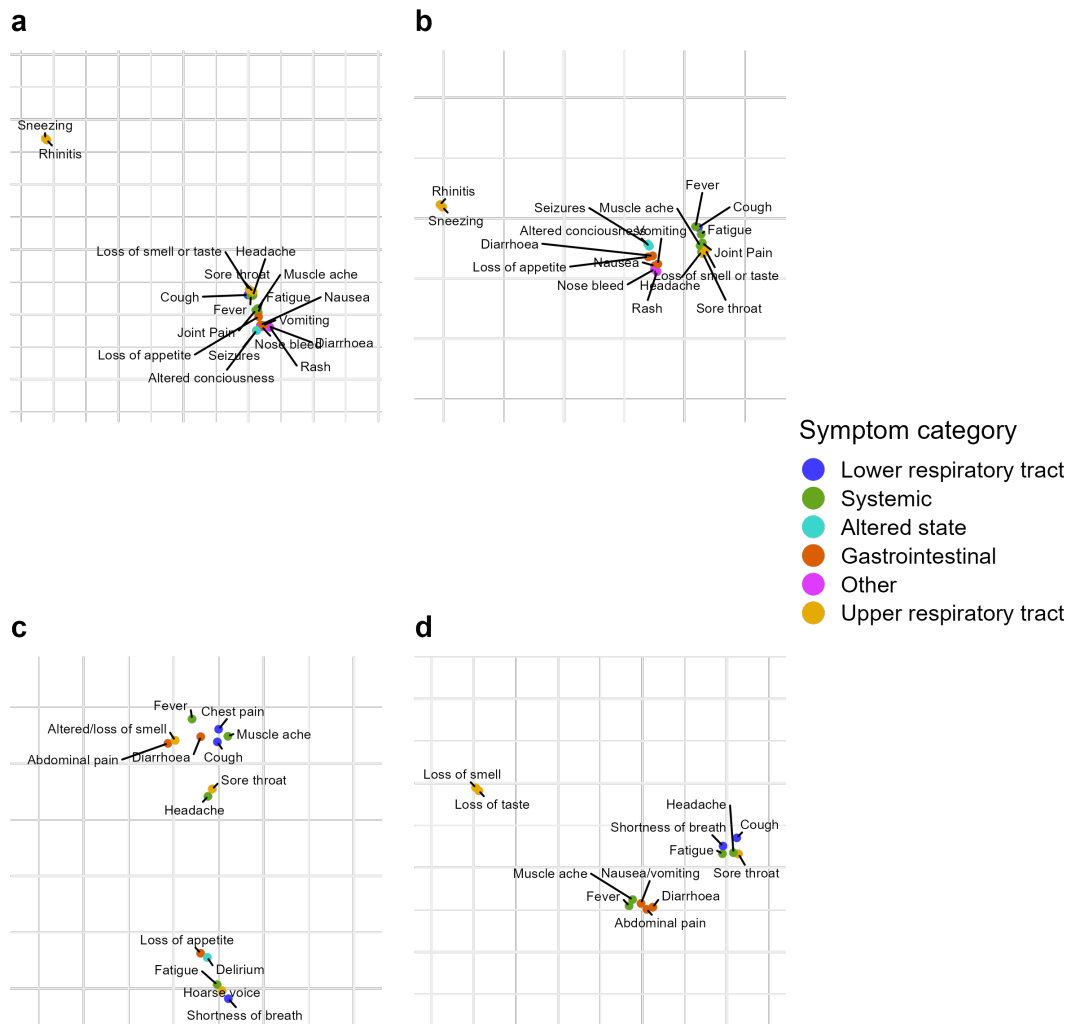 a
Sneezing
Rhinitis
Loss of smell or taste
Headache
Sore throat
Muscle ache
Cough
Fatigue
Nausea
Fever
Vomiting
Joint Pain
Nose bleed
Diarrhoea
Loss of appetite
Seizures
Rash
Altered conciousness
b
Rhinitis
Sneezing
Fever
Seizures
Muscle ache
Cough
Altered conciousness
Vomiting
Fatigue
Diarrhoea
Joint Pain
Loss of appetite
Nausea
Loss of smell or taste
Nose bleed
Headache
Rash
Sore throat
Symptom category
Lower respiratory tract
Systemic
Altered state
Gastrointestinal
Other
Upper respiratory tract
c
Fever
Chest pain
Altered/loss of smell
Muscle ache
Abdominal pain
Diarrhoea
Cough
Sore throat
Headache
Loss of appetite
Fatigue
Delirium
Hoarse voice
Shortness of breath
d
Loss of smell
Loss of taste
Headache
Shortness of breath
Cough
Fatigue
Muscle ache
Nausea/vomiting
Sore throat
Fever
Diarrhoea
Abdominal pain